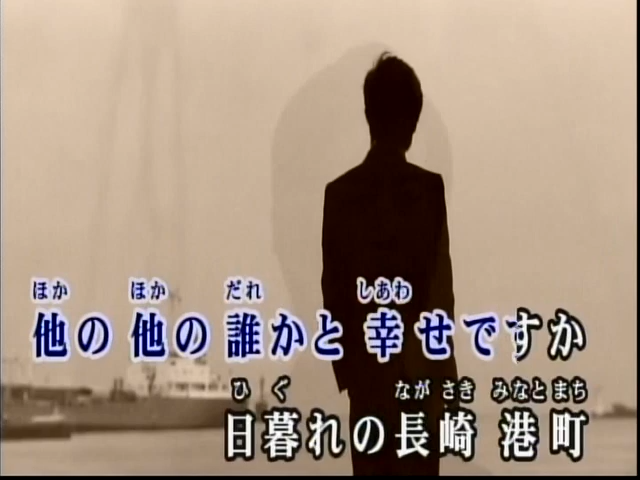 ほか ほか だれ しあわ
他の 他の 誰かと 幸せですか
ひ ぐ ながさき みなとまち
日暮れの長崎 港町